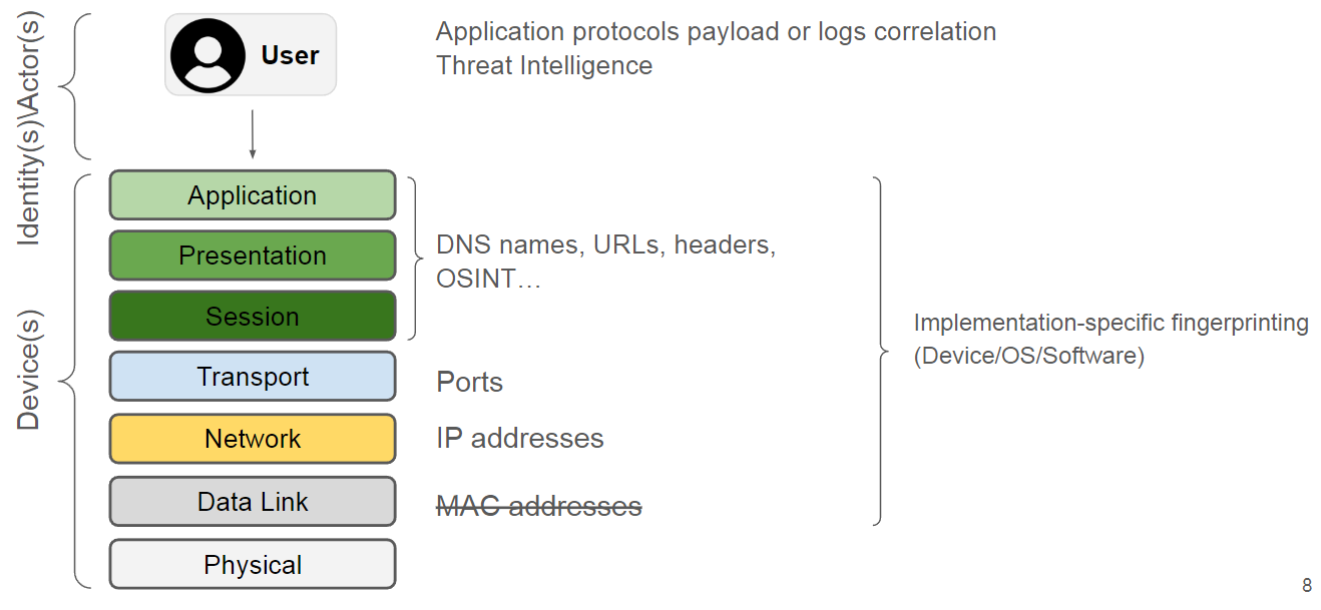 Identity(s)\Actor(s)
User
Application protocols payload or logs correlation
Threat Intelligence
Device(s)
Application
Presentation
Session
DNS names, URLs, headers,
OSINT…
Transport
Ports
Network
IP addresses
Data Link
MAC addresses
Physical
Implementation-specific fingerprinting
(Device/OS/Software)
8